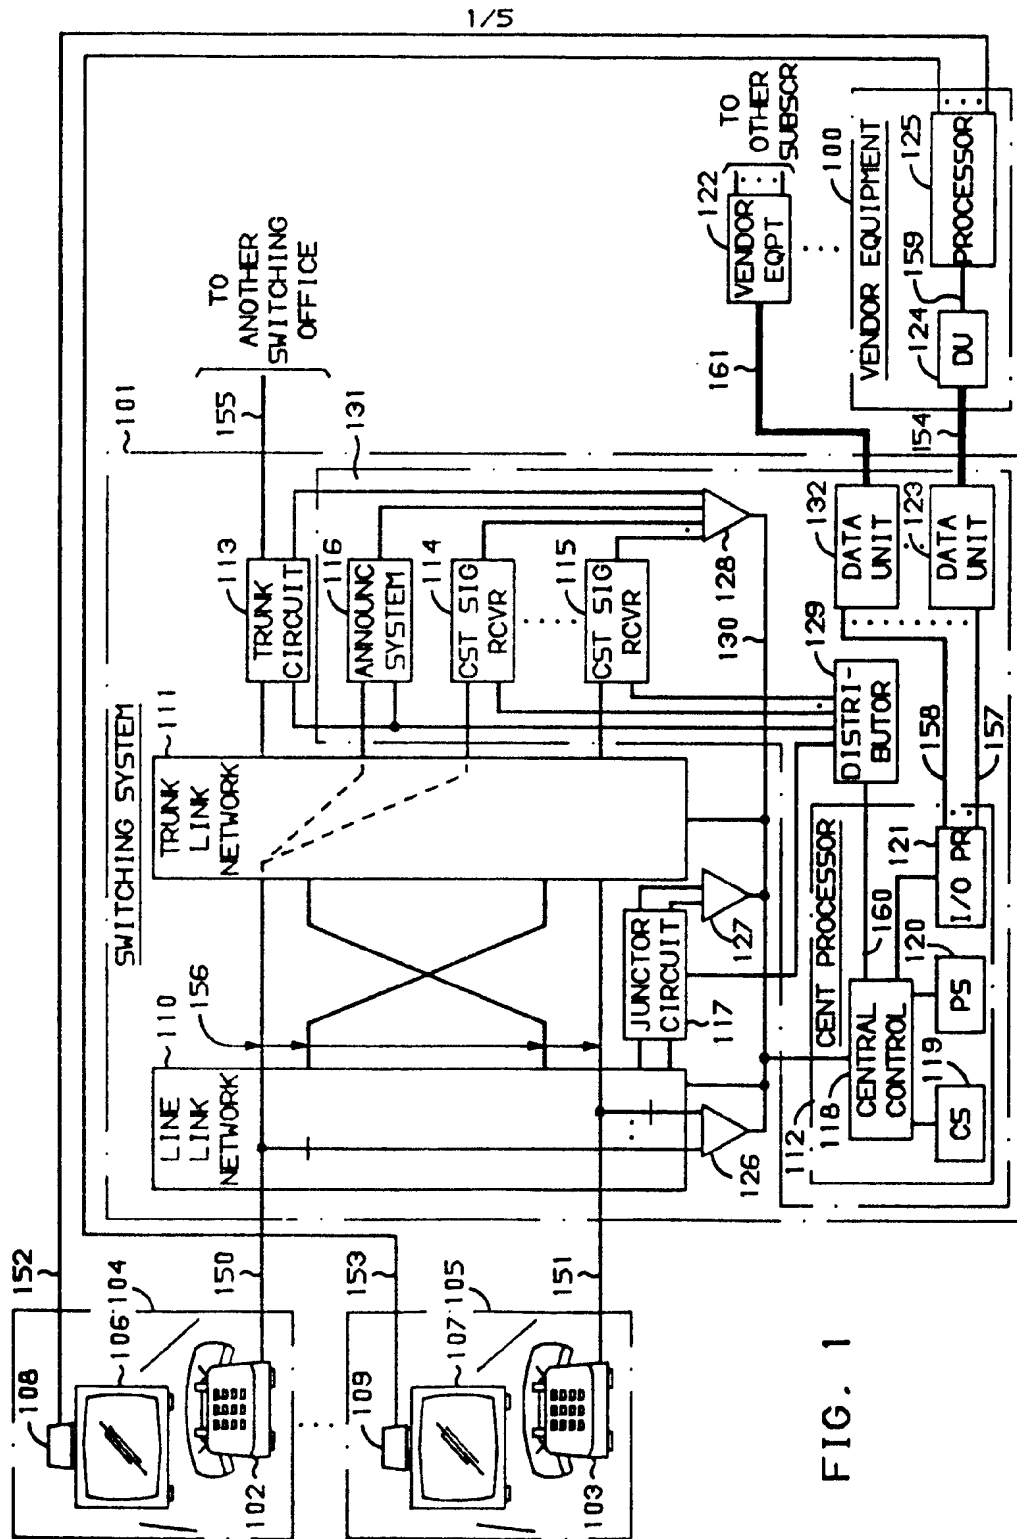 1/5
SWITCHING SYSTEM
101
LINE
LINK
NETWORK
110
156
TRUNK
LINK
NETWORK
111
TRUNK
CIRCUIT
113
ANNOUNC
SYSTEM
116
CST SIG
RCVR
114
CST SIG
RCVR
115
131
155
TO
ANOTHER
SWITCHING
OFFICE
JUNCTOR
CIRCUIT
117
126
127
128
130
CENT PROCESSOR
112
CENTRAL
CONTROL
118
CS
119
PS
120
I/O PR
121
160
DISTRI-
BUTOR
129
158
157
DATA
UNIT
132
DATA
UNIT
123
161
154
VENDOR
EQPT
122
TO
OTHER
SUBSCR
VENDOR EQUIPMENT
100
DU
124
159
PROCESSOR
125
108
106
104
102
152
150
109
107
105
103
153
151
FIG. 1